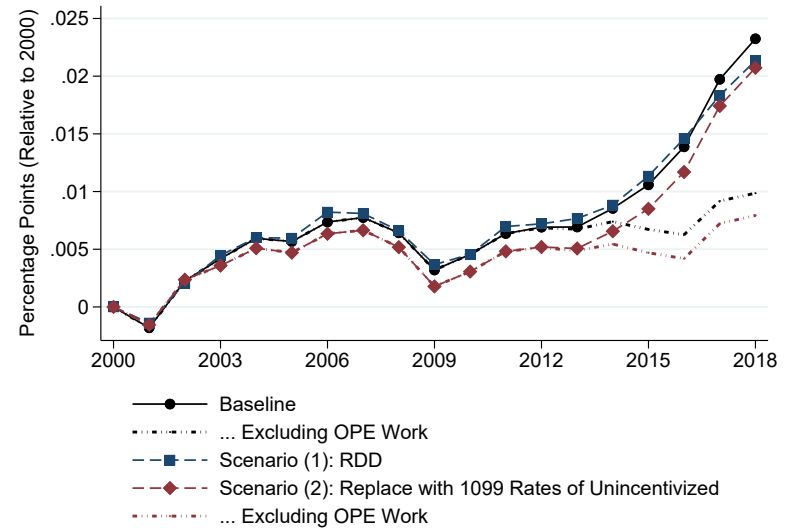 Percentage Points (Relative to 2000)
.025
.02
.015
.01
.005
0
2000 2003 2006 2009 2012 2015 2018
Baseline
... Excluding OPE Work
Scenario (1): RDD
Scenario (2): Replace with 1099 Rates of Unincentivized
... Excluding OPE Work